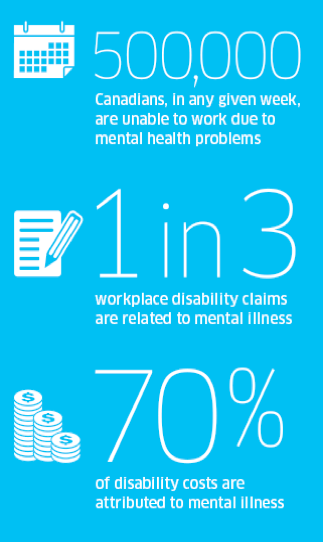 500,000
Canadians, in any given week,
are unable to work due to
mental health problems
1 in 3
workplace disability claims
are related to mental illness
$
$
$
70%
of disability costs are
attributed to mental illness